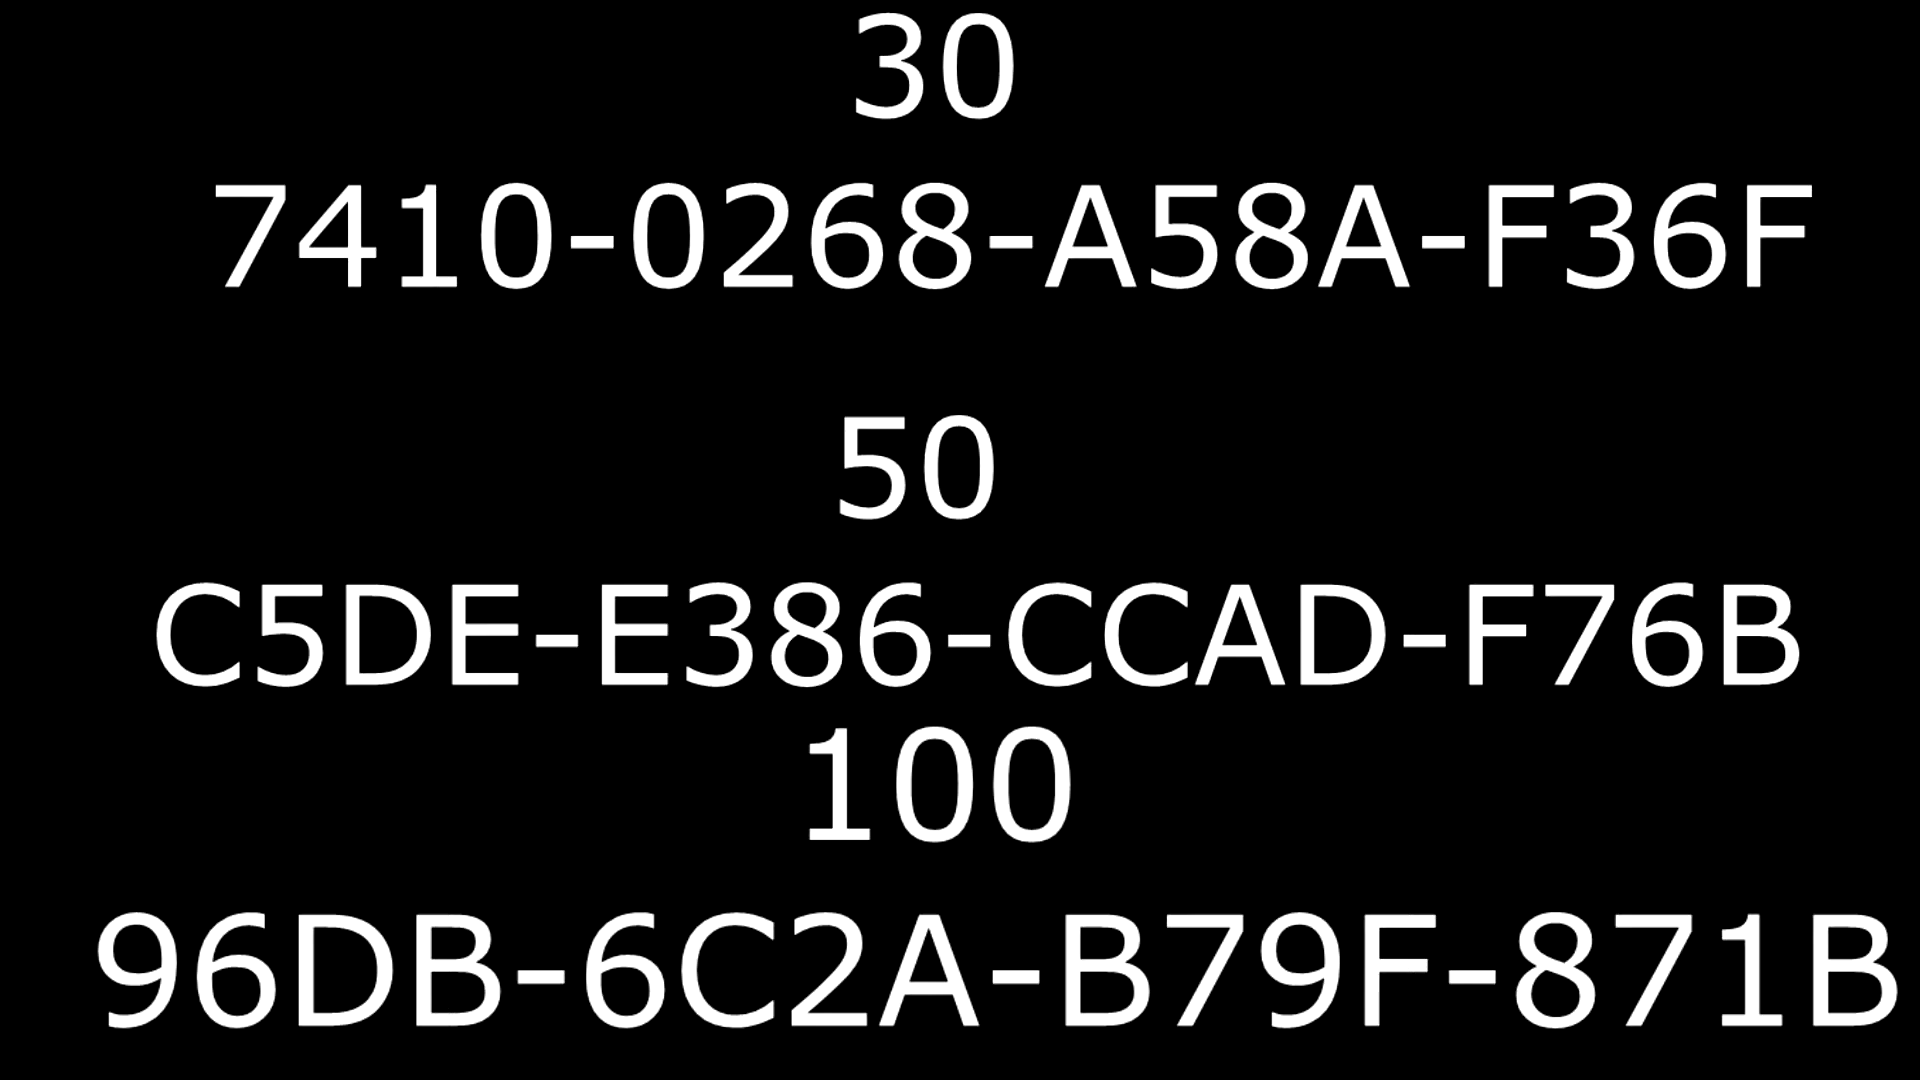 30
7410-0268-A58A-F36F
50
C5DE-E386-CCAD-F76B
100
96DB-6C2A-B79F-871B